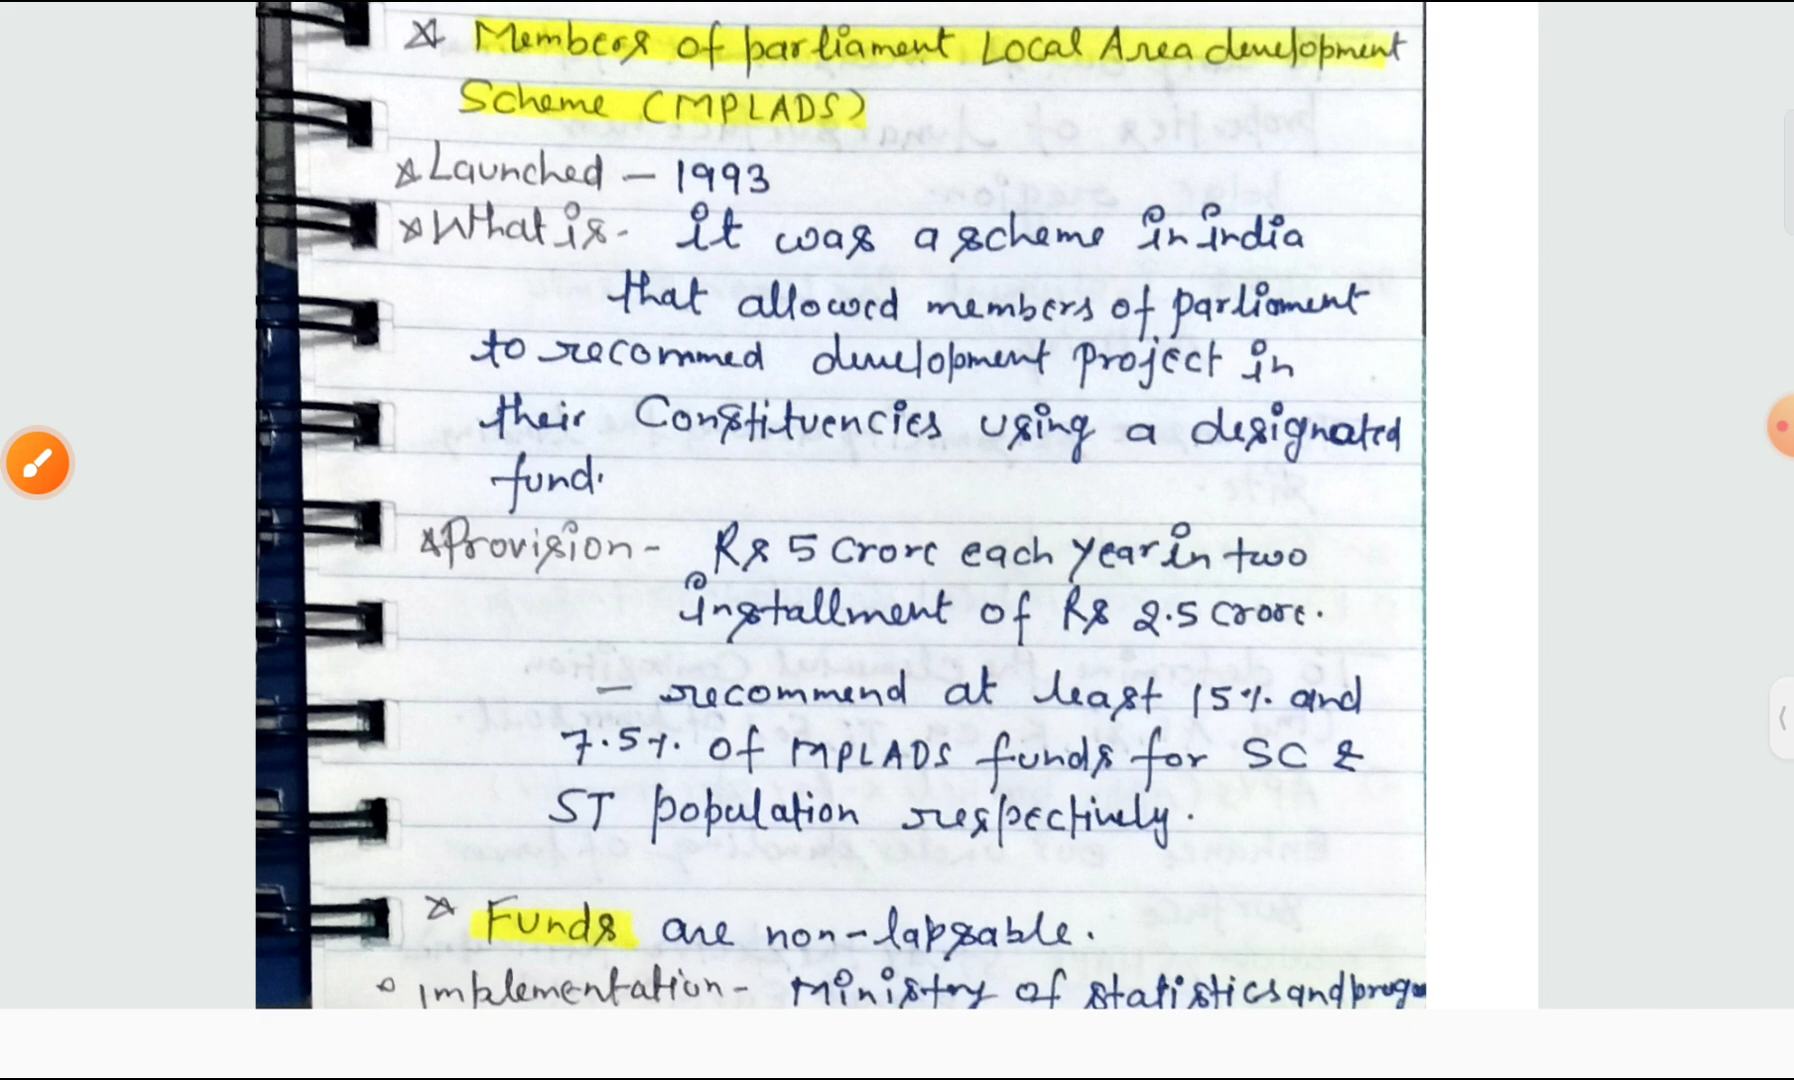 Members of parliament Local Area development
Scheme (MPLADS)
Launched - 1993
What is - it was a scheme in india
that allowed members of parliament
to recommed development project in
their Constituencies using a designated
fund.
Provision - Rs 5 crore each year in two
installment of Rs 2.5 crore.
- recommend at least 15% and
7.5% of MPLADS funds for SC &
ST population respectively.
Funds are non-lapsable.
implementation - Ministry of statistics and progra